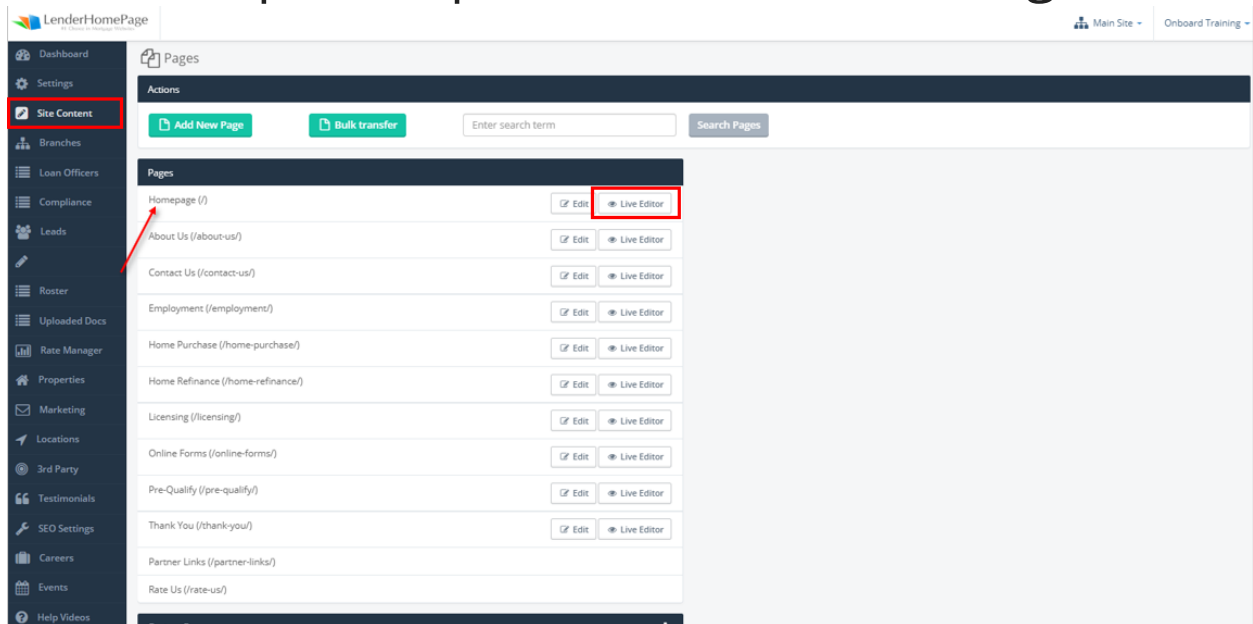 LenderHomePage
Main Site
Onboard Training
Dashboard
Settings
Site Content
Branches
Loan Officers
Compliance
Leads
Roster
Uploaded Docs
Rate Manager
Properties
Marketing
Locations
3rd Party
Testimonials
SEO Settings
Careers
Events
Help Videos
Pages
Actions
Add New Page Bulk transfer Enter search term Search Pages
Pages
Homepage (/) Edit Live Editor
About Us (/about-us/) Edit Live Editor
Contact Us (/contact-us/) Edit Live Editor
Employment (/employment/) Edit Live Editor
Home Purchase (/home-purchase/) Edit Live Editor
Home Refinance (/home-refinance/) Edit Live Editor
Licensing (/licensing/) Edit Live Editor
Online Forms (/online-forms/) Edit Live Editor
Pre-Qualify (/pre-qualify/) Edit Live Editor
Thank You (/thank-you/) Edit Live Editor
Partner Links (/partner-links/)
Rate Us (/rate-us/)